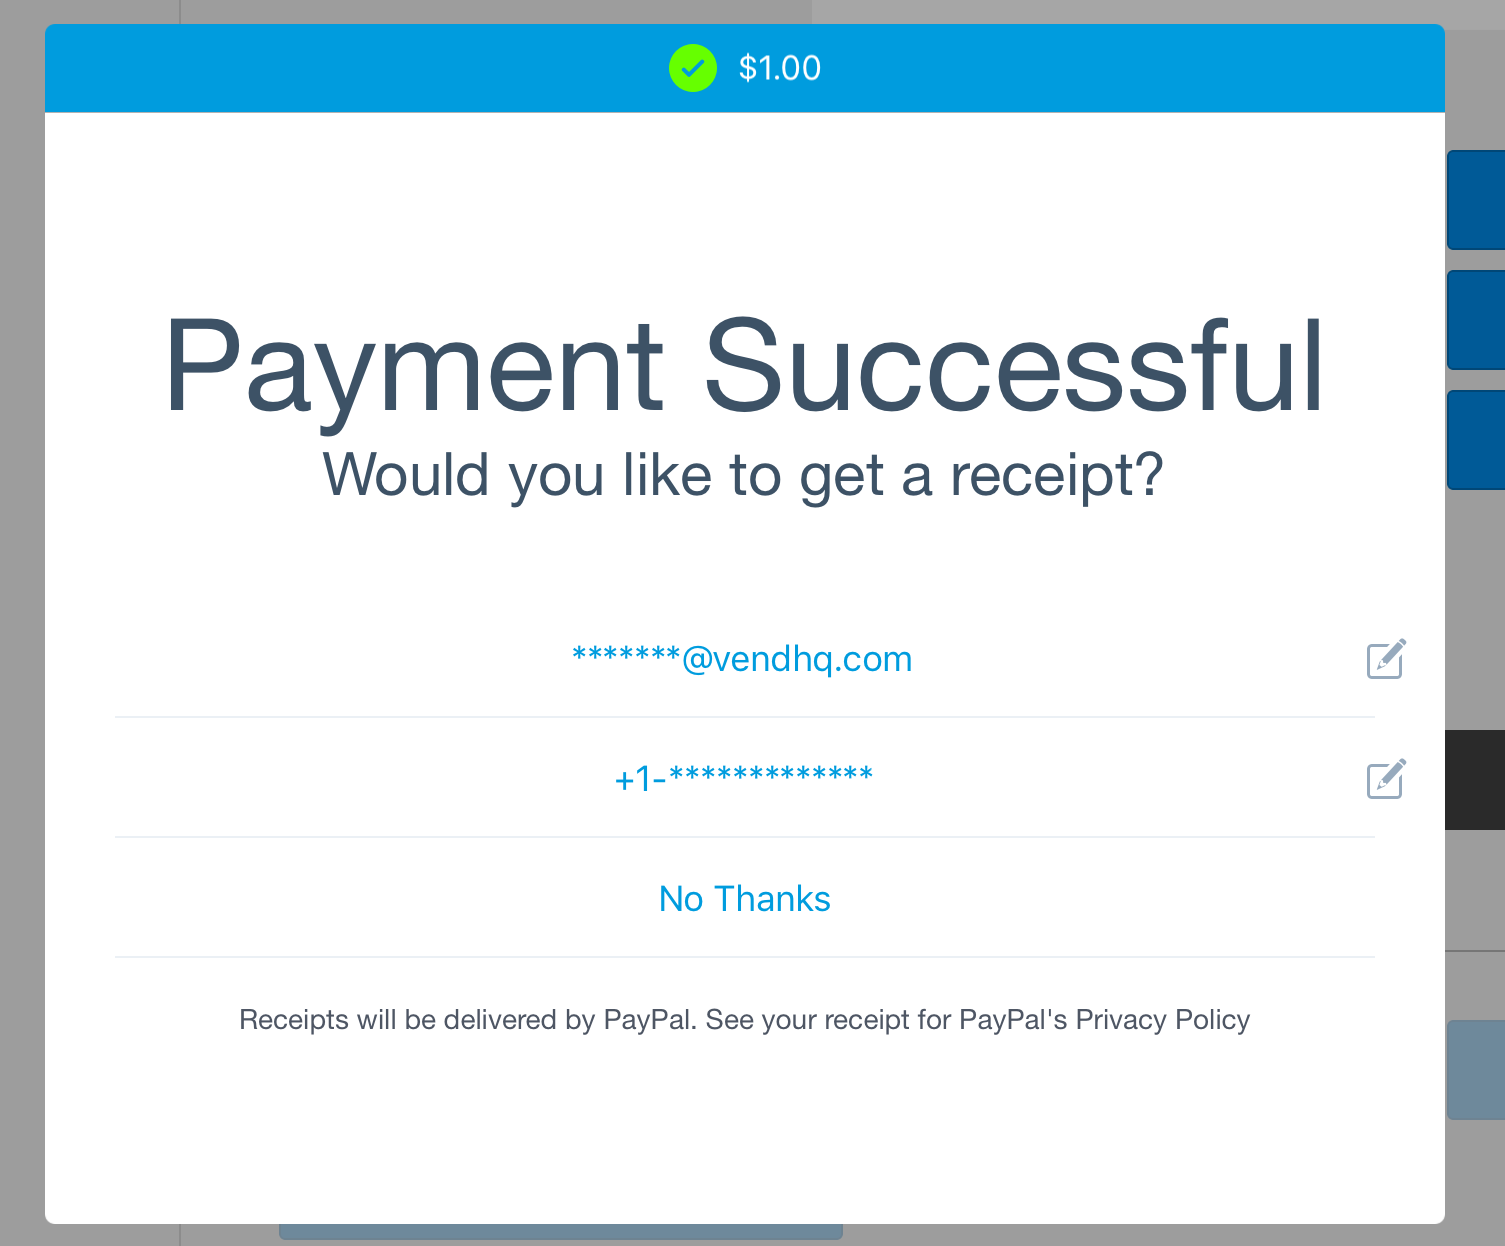 $1.00
Payment Successful
Would you like to get a receipt?
*******@vendhq.com
+1-*************
No Thanks
Receipts will be delivered by PayPal. See your receipt for PayPal's Privacy Policy